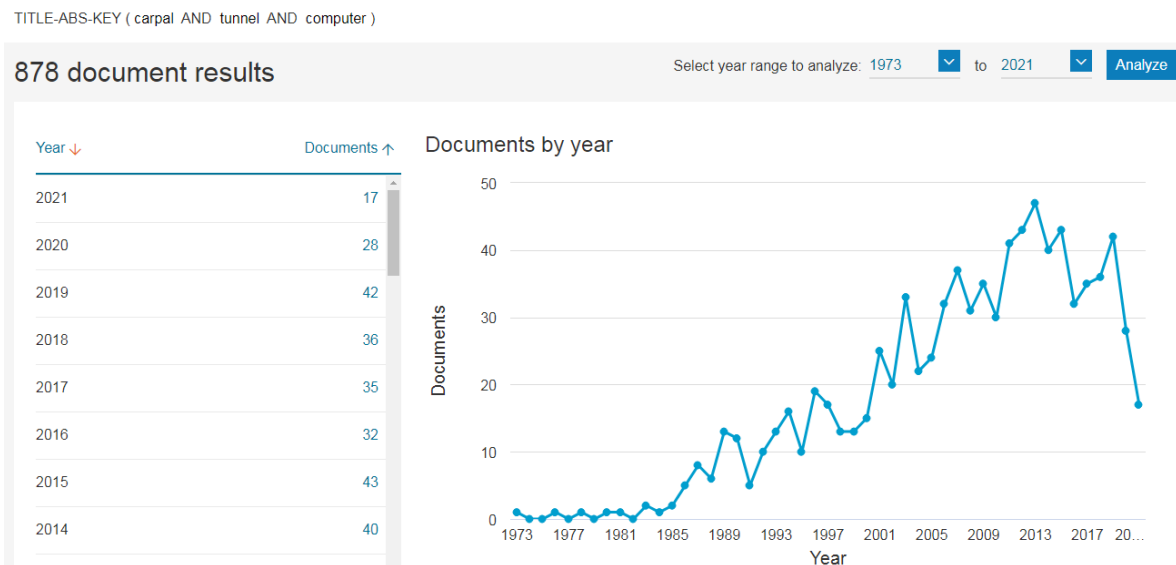 TITLE-ABS-KEY ( carpal AND tunnel AND computer )
878 document results
Select year range to analyze: 1973 to 2021 Analyze
Year Documents
2021 17
2020 28
2019 42
2018 36
2017 35
2016 32
2015 43
2014 40
Documents by year
50
40
30
20
10
0
Documents
1973 1977 1981 1985 1989 1993 1997 2001 2005 2009 2013 2017 20...
Year